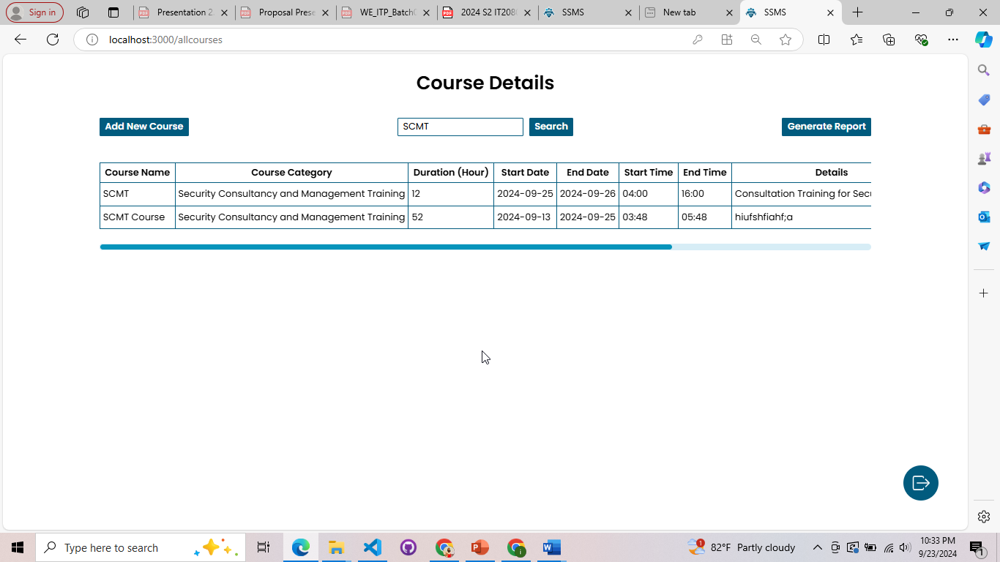 Sign in
Presentation 2
Proposal Prese
WE_ITP_Batch
2024 S2 IT208
SSMS
New tab
SSMS
localhost:3000/allcourses
Course Details
Add New Course
SCMT
Search
Generate Report
Course Name Course Category Duration (Hour) Start Date End Date Start Time End Time Details
SCMT Security Consultancy and Management Training 12 2024-09-25 2024-09-26 04:00 16:00 Consultation Training for Secu
SCMT Course Security Consultancy and Management Training 52 2024-09-13 2024-09-25 03:48 05:48 hiufshfiahf;a
Type here to search
1
82°F Partly cloudy
10:33 PM
9/23/2024
1